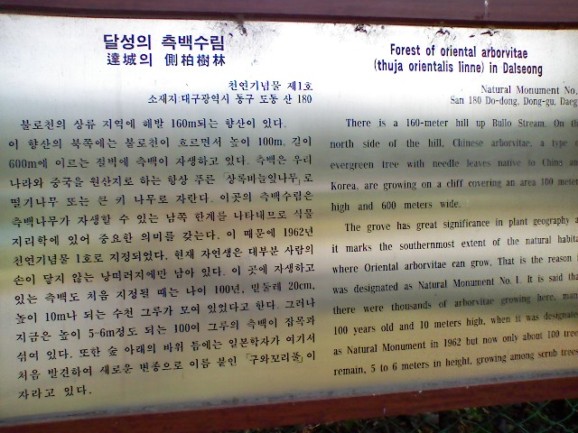 달성의 측백수림
達城의 側柏樹林
천연기념물 제1호
소재지:대구광역시 동구 도동 산 180
불로천의 상류 지역에 해발 160m되는 향산이 있다.
이 향산의 북쪽에는 불로천이 흐르면서 높이 100m, 길이
600m에 이르는 절벽에 측백이 자생하고 있다. 측백은 우리
나라와 중국을 원산지로 하는 항상 푸른 「상록바늘잎나무」로
떨기나무 또는 큰 키 나무로 자란다. 이곳의 측백수림은
측백나무가 자생할 수 있는 남쪽 한계를 나타내므로 식물
지리학에 있어 중요한 의미를 갖는다. 이 때문에 1962년
천연기념물 1호로 지정되었다. 현재 자연생은 대부분 사람의
손이 닿지 않는 낭떠러지에만 남아 있다. 이 곳에 자생하고
있는 측백도 처음 지정될 때는 나이 100년, 밑둘레 20cm,
높이 10m나 되는 수천 그루가 모여 있었다고 한다. 그러나
지금은 높이 5-6m정도 되는 100여 그루의 측백이 잡목과
섞여 있다. 또한 숲 아래의 바위 틈에는 일본학자가 여기서
처음 발견하여 새로운 변종으로 이름 붙인 「구와꼬리풀」이
자라고 있다.
Forest of oriental arborvitae
(thuja orientalis linne) in Dalseong
Natural Monument No.
San 180 Do-dong, Dong-gu, Daeg
There is a 160-meter hill up Bullo Stream. On th
north side of the hill, Chinese arborvitae, a type o
evergreen tree with needle leaves native to China and
Korea, are growing on a cliff covering an area 100 meter
high and 600 meters wide.
The grove has great significance in plant geography a
it marks the southernmost extent of the natural habita
where Oriental arborvitae can grow. That is the reason i
was designated as Natural Monument No 1. It is said tha
there were thousands of arborvitae growing here, many
100 years old and 10 meters high, when it was designate
as Natural Monument in 1962 but now only about 100 tree
remain, 5 to 6 meters in height, growing among scrub trees